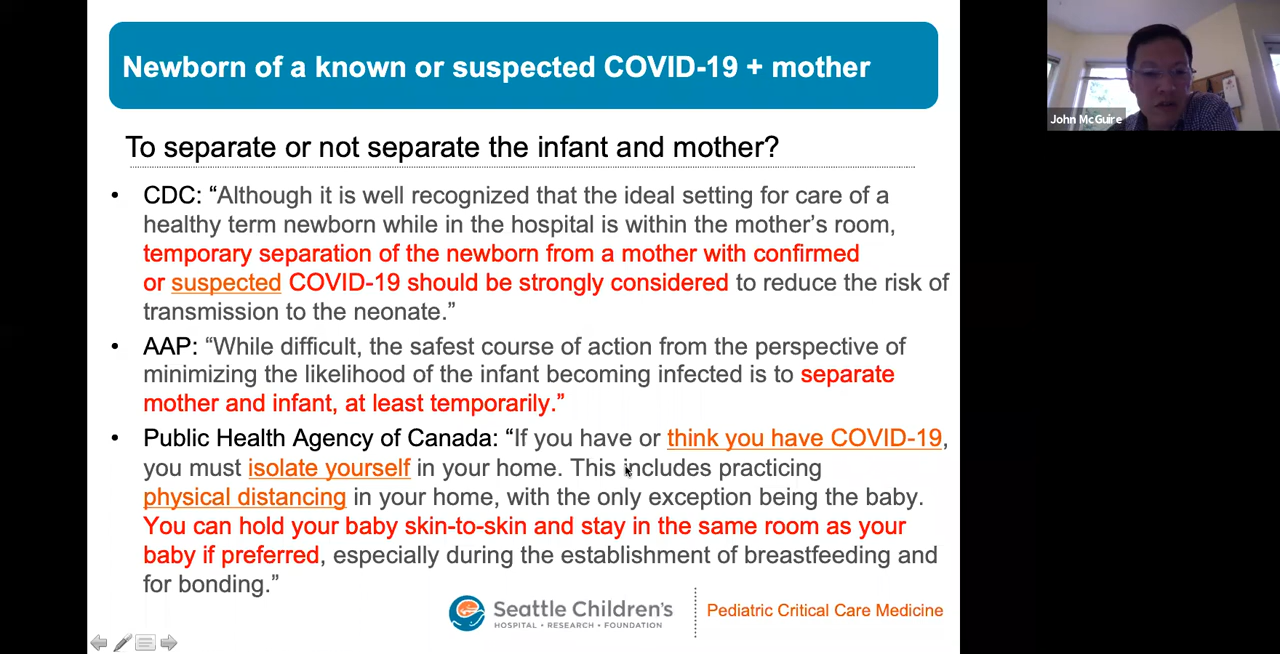 Newborn of a known or suspected COVID-19 + mother
To separate or not separate the infant and mother?
• CDC: “Although it is well recognized that the ideal setting for care of a
healthy term newborn while in the hospital is within the mother’s room,
temporary separation of the newborn from a mother with confirmed
or suspected COVID-19 should be strongly considered to reduce the risk of
transmission to the neonate.”
• AAP: “While difficult, the safest course of action from the perspective of
minimizing the likelihood of the infant becoming infected is to separate
mother and infant, at least temporarily.”
• Public Health Agency of Canada: “If you have or think you have COVID-19,
you must isolate yourself in your home. This includes practicing
physical distancing in your home, with the only exception being the baby.
You can hold your baby skin-to-skin and stay in the same room as your
baby if preferred, especially during the establishment of breastfeeding and
for bonding.”
Seattle Children’s
HOSPITAL • RESEARCH • FOUNDATION
Pediatric Critical Care Medicine
John McGuire